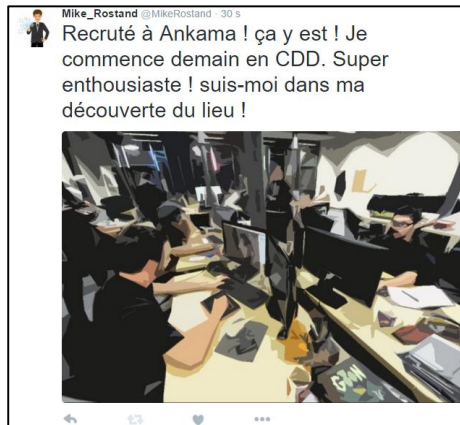 Mike_Rostand @MikeRostand · 30 s
Recruté à Ankama ! ça y est ! Je
commence demain en CDD. Super
enthousiaste ! suis-moi dans ma
découverte du lieu !